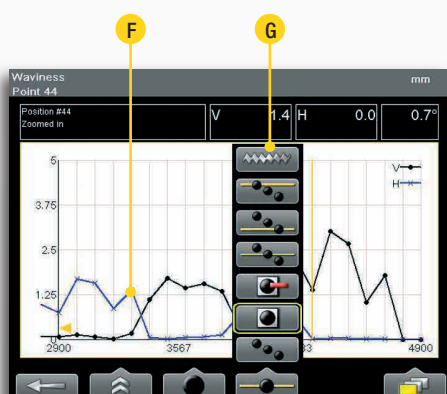 F G
Waviness mm
Point 44
Position #44
Zoomed in
V 1.4 H 0.0 0.7°
5
V
3.75
H
2.5
1.25
0
2900 3567 4900